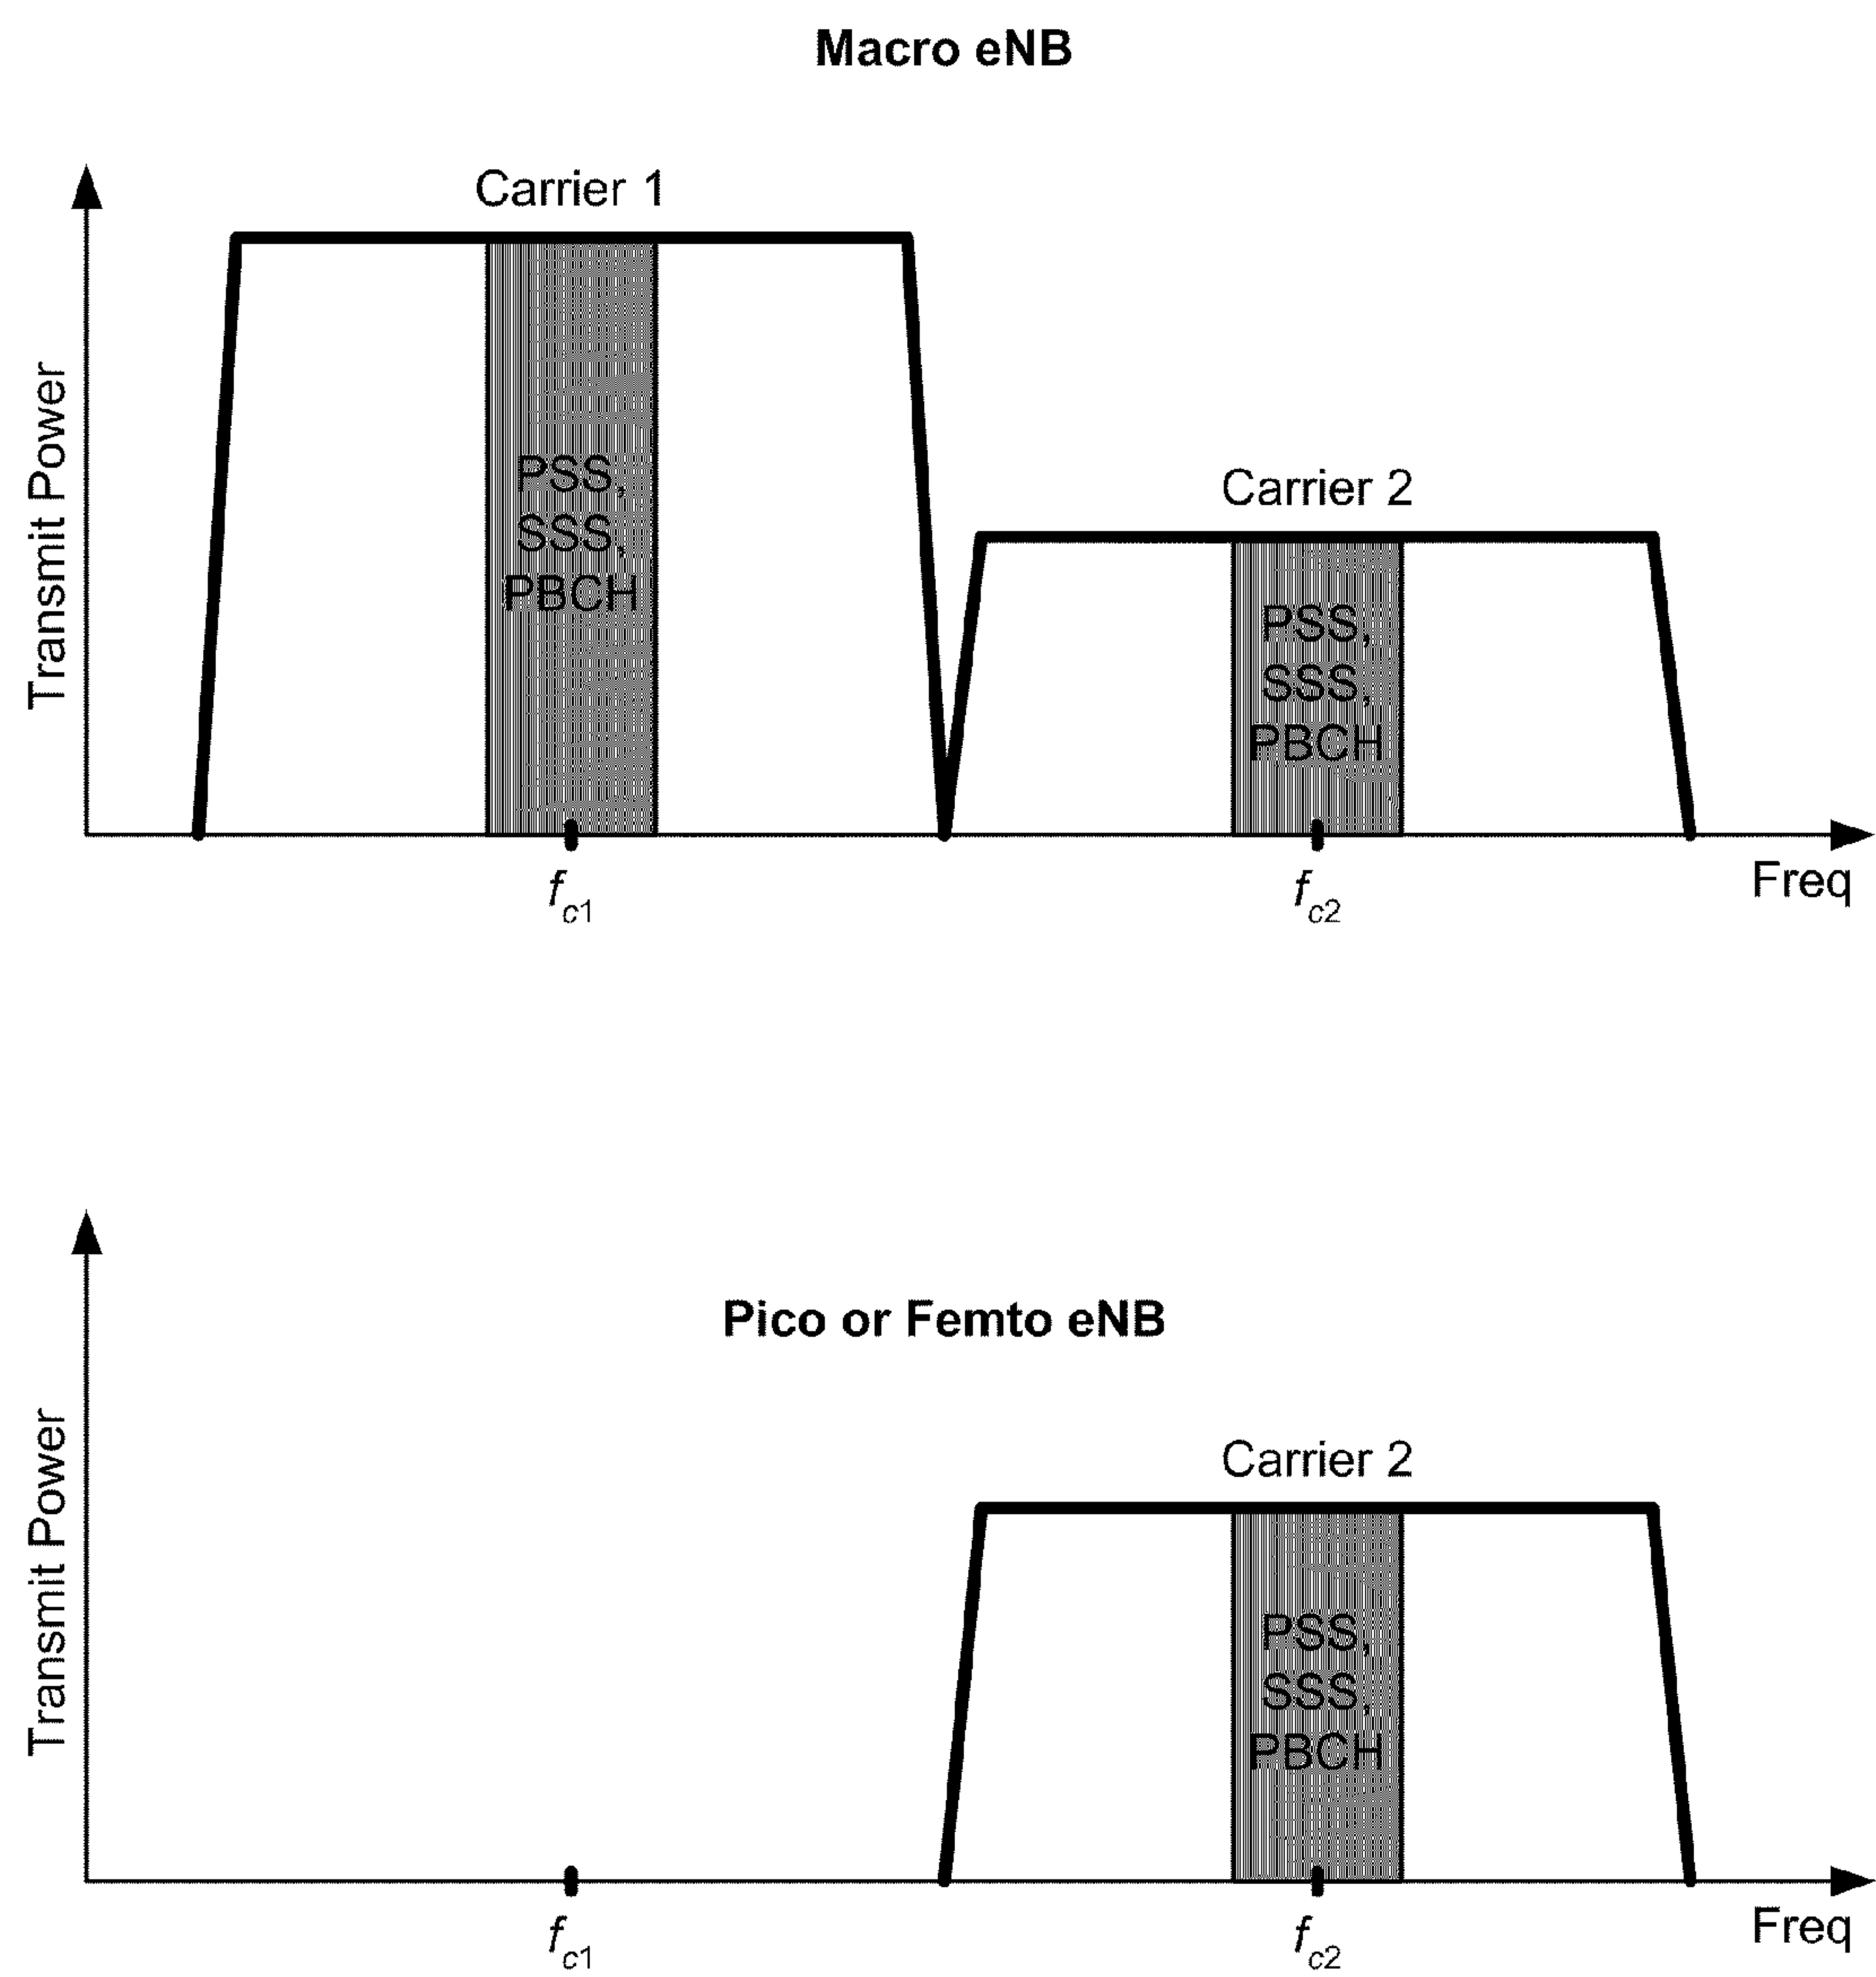 Macro eNB
Carrier 1
Transmit Power
PSS,
SSS,
PBCH
Carrier 2
PSS,
SSS,
PBCH
fc1
fc2
Freq
Pico or Femto eNB
Carrier 2
Transmit Power
PSS,
SSS,
PBCH
fc1
fc2
Freq